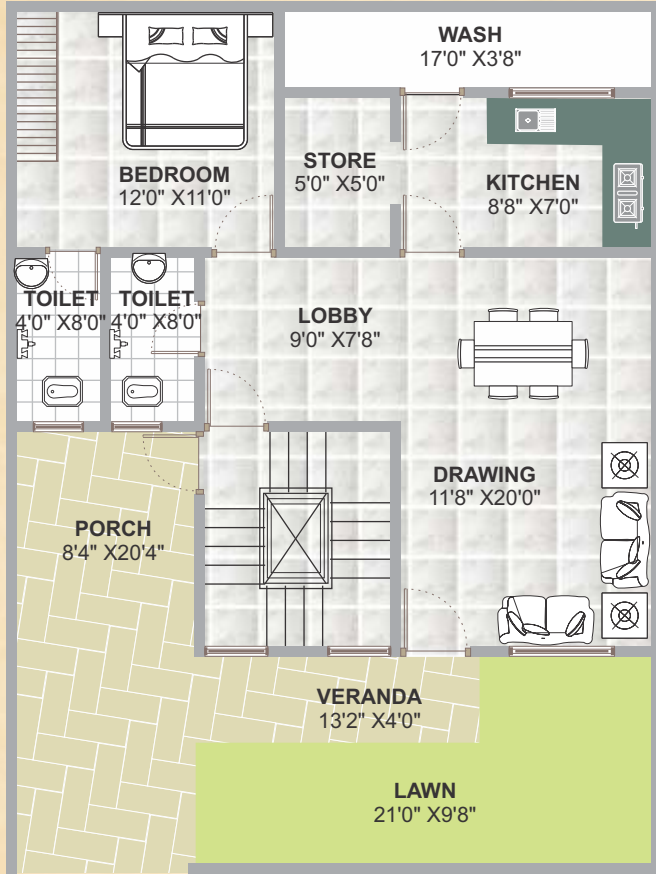 WASH
17'0" X3'8"
BEDROOM
12'0" X11'0"
STORE
5'0" X5'0"
KITCHEN
8'8" X7'0"
TOILET
4'0" X8'0"
TOILET
4'0" X8'0"
LOBBY
9'0" X7'8"
DRAWING
11'8" X20'0"
PORCH
8'4" X20'4"
VERANDA
13'2" X4'0"
LAWN
21'0" X9'8"